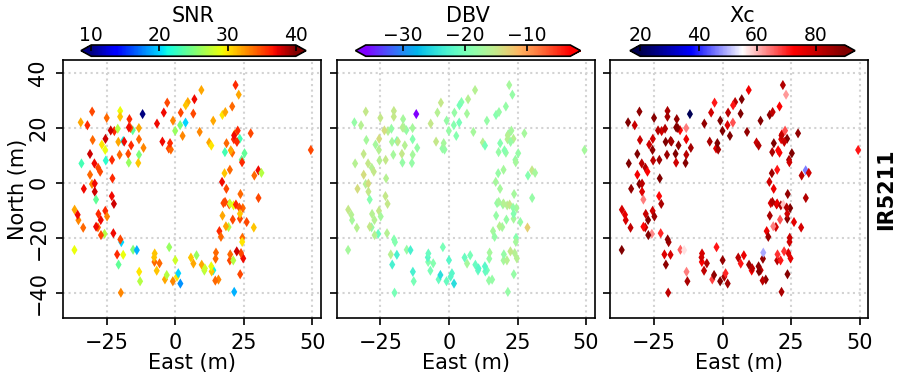 SNR DBV Xc
10 20 30 40 −30 −20 −10 20 40 60 80
North (m)
40
20
0
−20
−40
IR5211
−25 0 25 50 −25 0 25 50 −25 0 25 50
East (m) East (m) East (m)